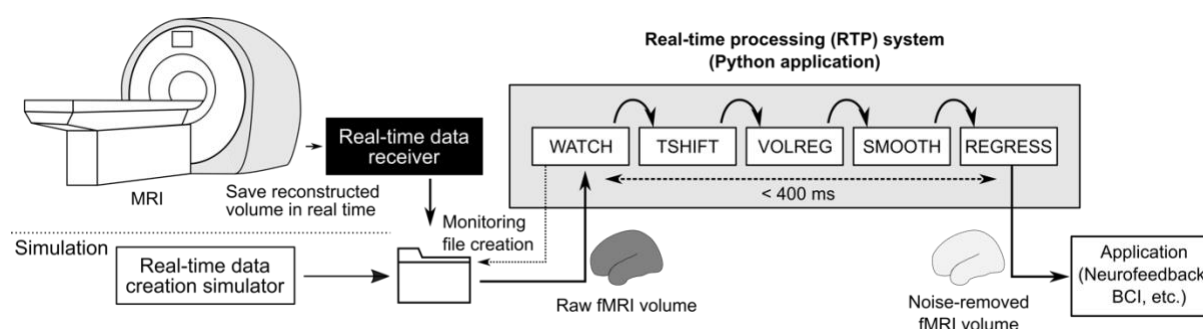 Real-time processing (RTP) system
(Python application)
WATCH
TSHIFT
VOLREG
SMOOTH
REGRESS
< 400 ms
Real-time data
receiver
MRI
Save reconstructed
volume in real time
Monitoring
file creation
Simulation
Real-time data
creation simulator
Raw fMRI volume
Noise-removed
fMRI volume
Application
(Neurofeedback
BCI, etc.)